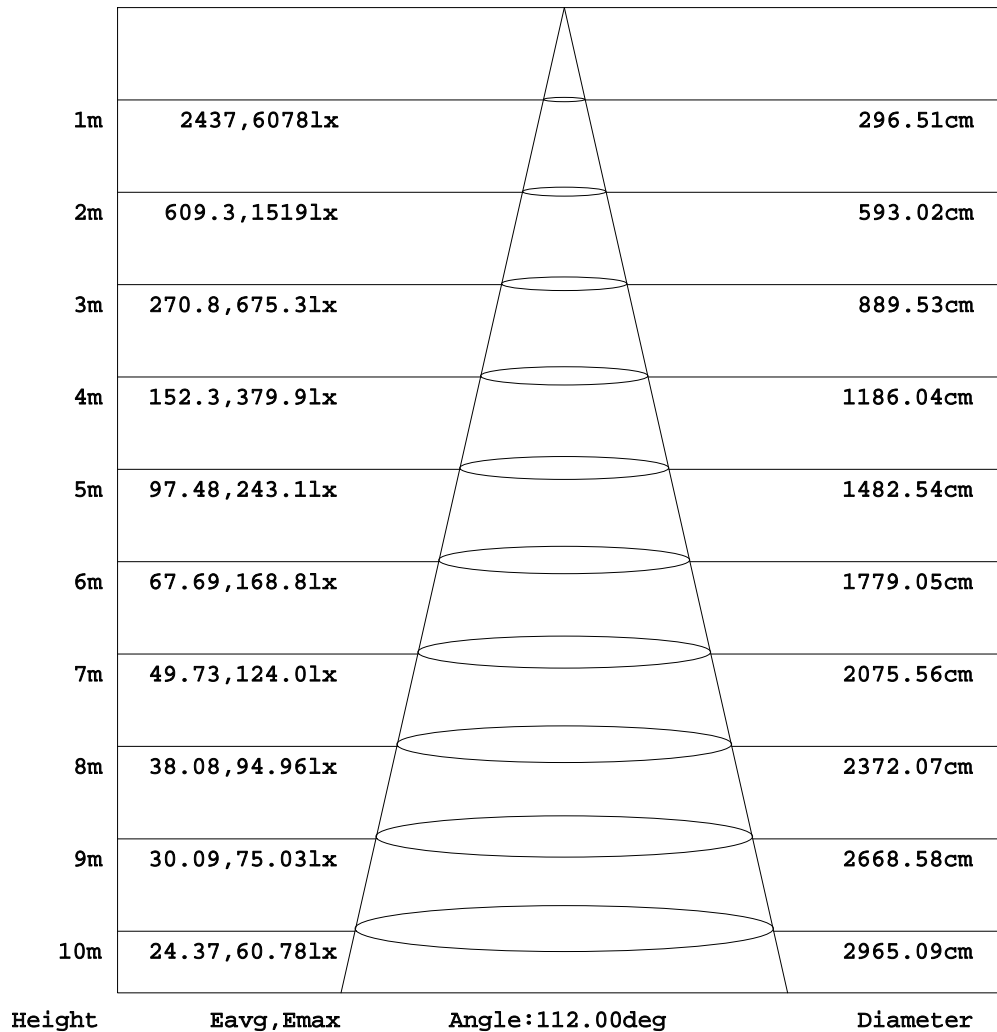 1m 2437,6078lx 296.51cm
2m 609.3,1519lx 593.02cm
3m 270.8,675.3lx 889.53cm
4m 152.3,379.9lx 1186.04cm
5m 97.48,243.1lx 1482.54cm
6m 67.69,168.8lx 1779.05cm
7m 49.73,124.0lx 2075.56cm
8m 38.08,94.96lx 2372.07cm
9m 30.09,75.03lx 2668.58cm
10m 24.37,60.78lx 2965.09cm
Height Eavg,Emax Angle:112.00deg Diameter